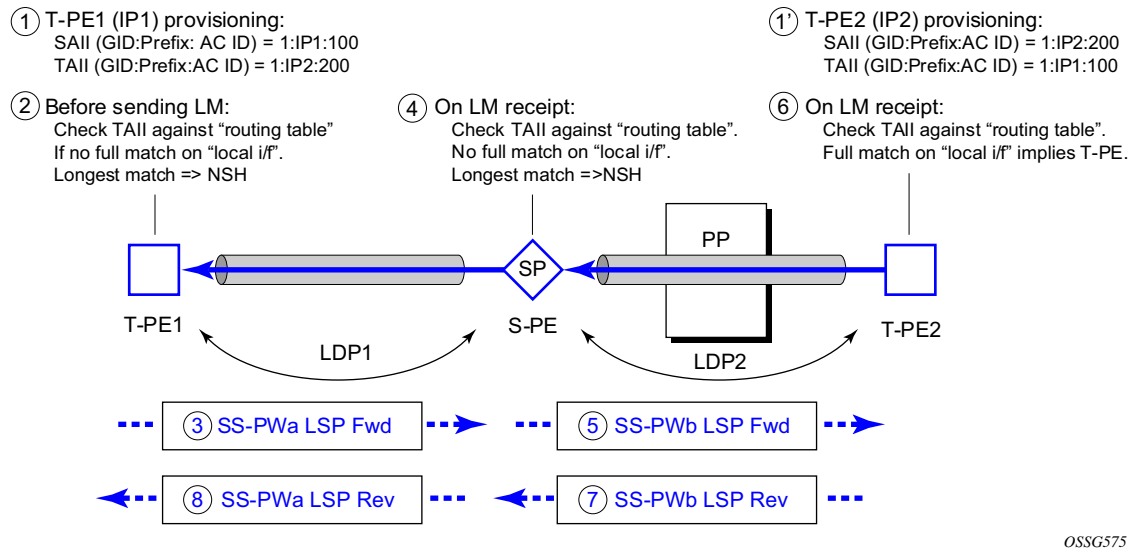 ① T-PE1 (IP1) provisioning:
SAII (GID:Prefix: AC ID) = 1:IP1:100
TAII (GID:Prefix:AC ID) = 1:IP2:200
①' T-PE2 (IP2) provisioning:
SAII (GID:Prefix:AC ID) = 1:IP2:200
TAII (GID:Prefix:AC ID) = 1:IP1:100
② Before sending LM:
Check TAII against "routing table"
If no full match on "local i/f".
Longest match => NSH
④ On LM receipt:
Check TAII against "routing table".
No full match on "local i/f".
Longest match =>NSH
⑥ On LM receipt:
Check TAII against "routing table".
Full match on "local i/f" implies T-PE.
PP
SP
T-PE1
S-PE
T-PE2
LDP1
LDP2
③ SS-PWa LSP Fwd
⑤ SS-PWb LSP Fwd
⑧ SS-PWa LSP Rev
⑦ SS-PWb LSP Rev
OSSG575